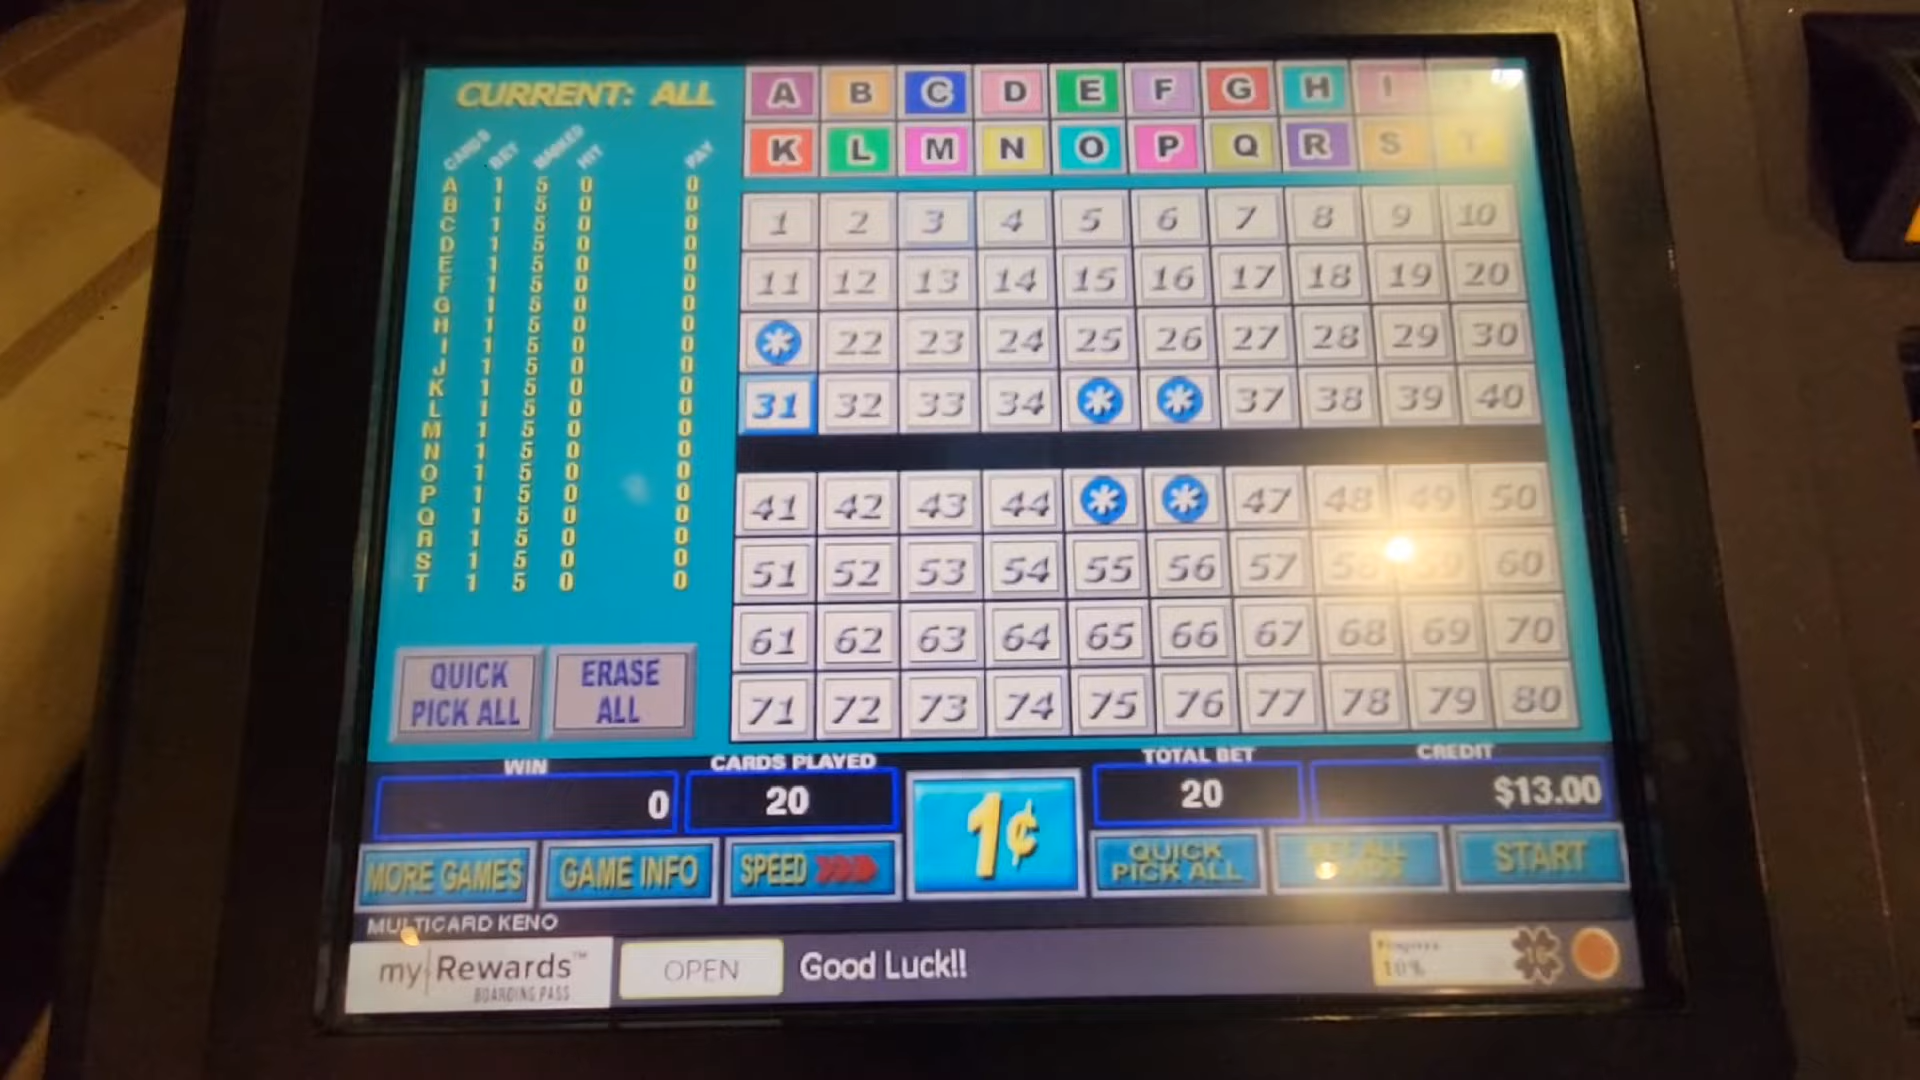 CURRENT: ALL
CARDS BET MARKED HIT PAY
A 1 5 0 0
B 1 5 0 0
C 1 5 0 0
D 1 5 0 0
E 1 5 0 0
F 1 5 0 0
G 1 5 0 0
H 1 5 0 0
I 1 5 0 0
J 1 5 0 0
K 1 5 0 0
L 1 5 0 0
M 1 5 0 0
N 1 5 0 0
O 1 5 0 0
P 1 5 0 0
Q 1 5 0 0
R 1 5 0 0
S 1 5 0 0
T 1 5 0 0
QUICK
PICK ALL
ERASE
ALL
A B C D E F G H I
K L M N O P Q R S T
1 2 3 4 5 6 7 8 9 10
11 12 13 14 15 16 17 18 19 20
* 22 23 24 25 26 27 28 29 30
31 32 33 34 * * 37 38 39 40
41 42 43 44 * * 47 48 49 50
51 52 53 54 55 56 57 58 59 60
61 62 63 64 65 66 67 68 69 70
71 72 73 74 75 76 77 78 79 80
WIN CARDS PLAYED TOTAL BET CREDIT
0 20 1¢ 20 $13.00
MORE GAMES GAME INFO SPEED >>>> QUICK
PICK ALL
ALL
START
MULTICARD KENO
my|Rewards™
BOARDING PASS
OPEN
Good Luck!!
Progress
10%